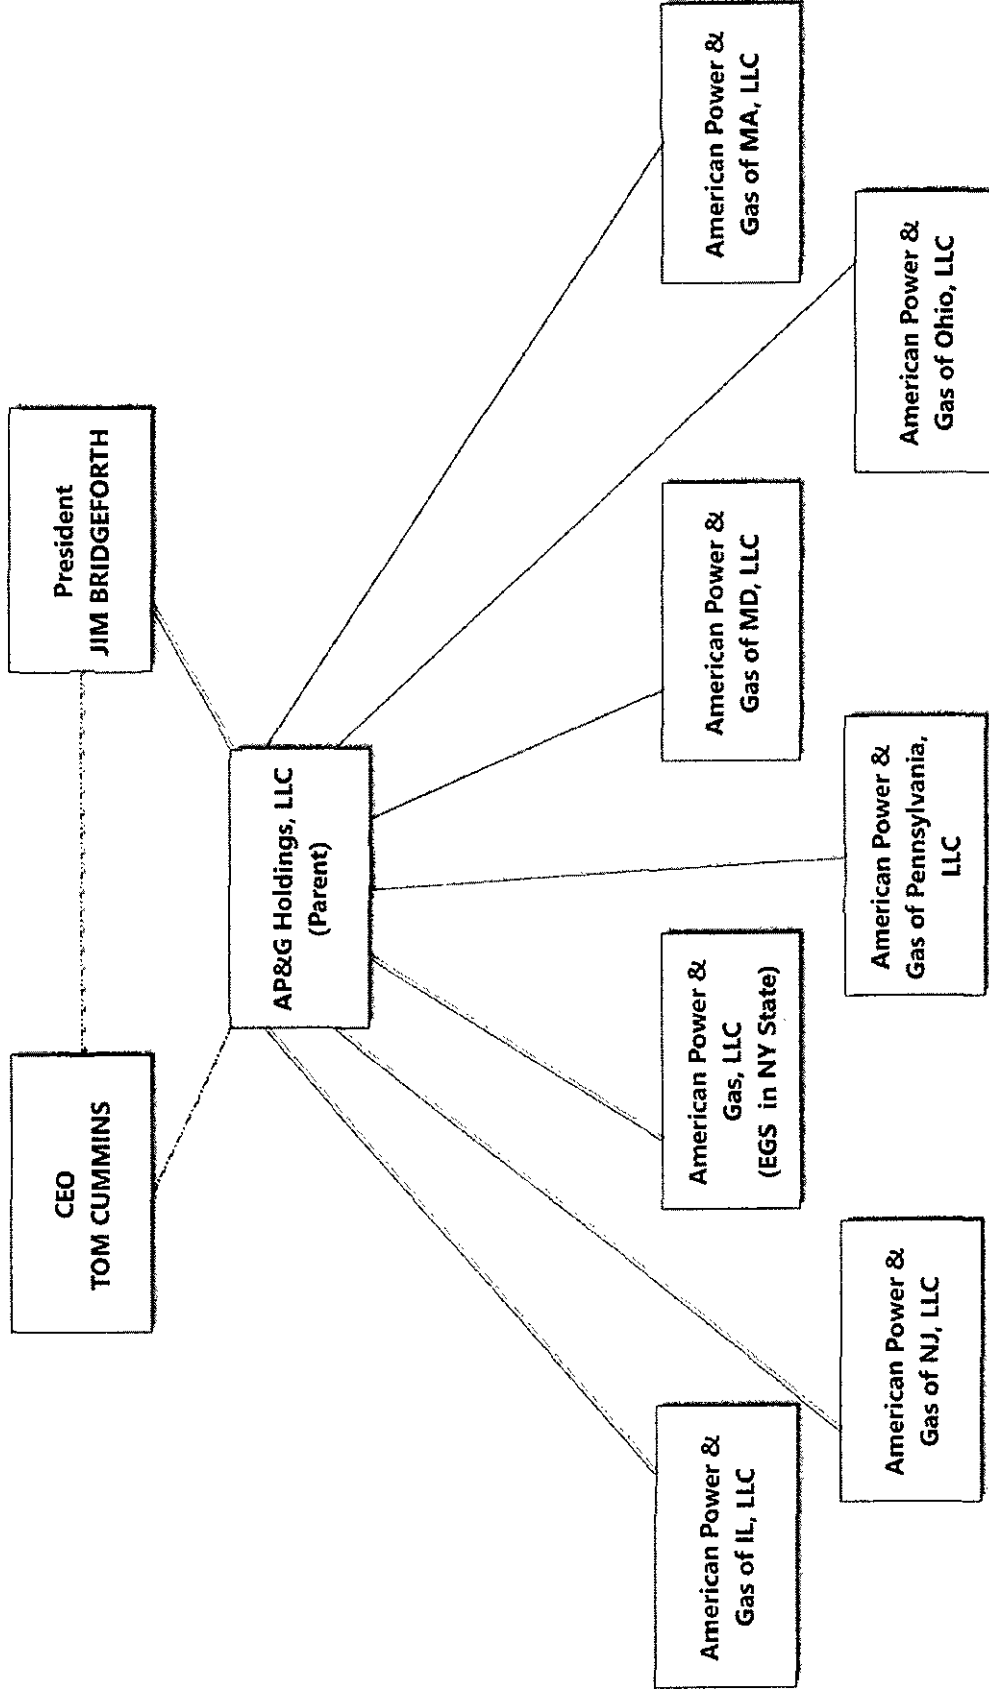 CEO
TOM CUMMINS
President
JIM BRIDGEFORTH
AP&G Holdings, LLC
(Parent)
American Power &
Gas of IL, LLC
American Power &
Gas of NJ, LLC
American Power &
Gas, LLC
(EGS in NY State)
American Power &
Gas of Pennsylvania,
LLC
American Power &
Gas of MD, LLC
American Power &
Gas of Ohio, LLC
American Power &
Gas of MA, LLC